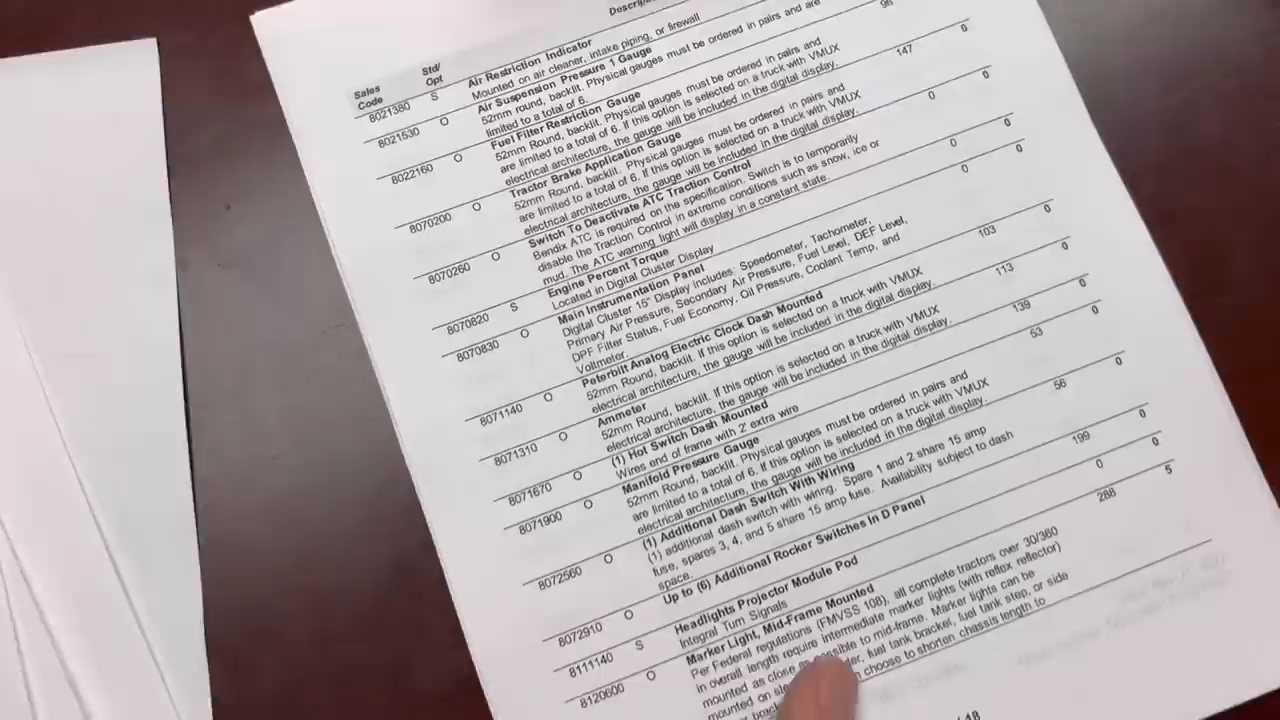 Sales Code Std/ Opt
8021380 S Air Restriction Indicator
Mounted on air cleaner, intake piping, or firewall
8021530 O Air Suspension Pressure 1 Gauge 96
52mm round, backlit. Physical gauges must be ordered in pairs and are
limited to a total of 6.
8022160 O Fuel Filter Restriction Gauge 147 0
52mm Round, backlit. Physical gauges must be ordered in pairs and
are limited to a total of 6. If this option is selected on a truck with VMUX
electrical architecture, the gauge will be included in the digital display.
8070200 O Tractor Brake Application Gauge 0 0
52mm Round, backlit. Physical gauges must be ordered in pairs and
are limited to a total of 6. If this option is selected on a truck with VMUX
electrical architecture, the gauge will be included in the digital display.
8070260 O Switch To Deactivate ATC Traction Control 0 0
Bendix ATC is required on the specification. Switch is to temporarily
disable the Traction Control in extreme conditions such as snow, ice or
mud. The ATC warning light will display in a constant state.
Engine Percent Torque
Located in Digital Cluster Display
8070820 S Main Instrumentation Panel 0 0
Digital Cluster 15" Display includes: Speedometer, Tachometer,
Primary Air Pressure, Secondary Air Pressure, Fuel Level, DEF Level,
DPF Filter Status, Fuel Economy, Oil Pressure, Coolant Temp, and
Voltmeter.
8070830 O Peterbilt Analog Electric Clock Dash Mounted 103 0
52mm Round, backlit. If this option is selected on a truck with VMUX
electrical architecture, the gauge will be included in the digital display.
8071140 O Ammeter 113 0
52mm Round, backlit. If this option is selected on a truck with VMUX
electrical architecture, the gauge will be included in the digital display.
8071310 O (1) Hot Switch Dash Mounted 139 0
Wires end of frame with 2' extra wire
8071670 O Manifold Pressure Gauge 53 0
52mm Round, backlit. Physical gauges must be ordered in pairs and
are limited to a total of 6. If this option is selected on a truck with VMUX
electrical architecture, the gauge will be included in the digital display.
8071900 O (1) Additional Dash Switch With Wiring 56 0
(1) additional dash switch with wiring. Spare 1 and 2 share 15 amp
fuse, spares 3, 4, and 5 share 15 amp fuse. Availability subject to dash
space.
8072560 O Up to (6) Additional Rocker Switches In D Panel 199 0
8072910 O Headlights Projector Module Pod 0 0
Integral Turn Signals
8111140 S Marker Light, Mid-Frame Mounted 288 5
8120600 O Per Federal regulations (FMVSS 108), all complete tractors over 30/360
in overall length require intermediate marker lights (with reflex reflector)
mounted as close as possible to mid-frame. Marker lights can be
mounted on fuel tank bracket, fuel tank step, or side
choose to shorten chassis length to